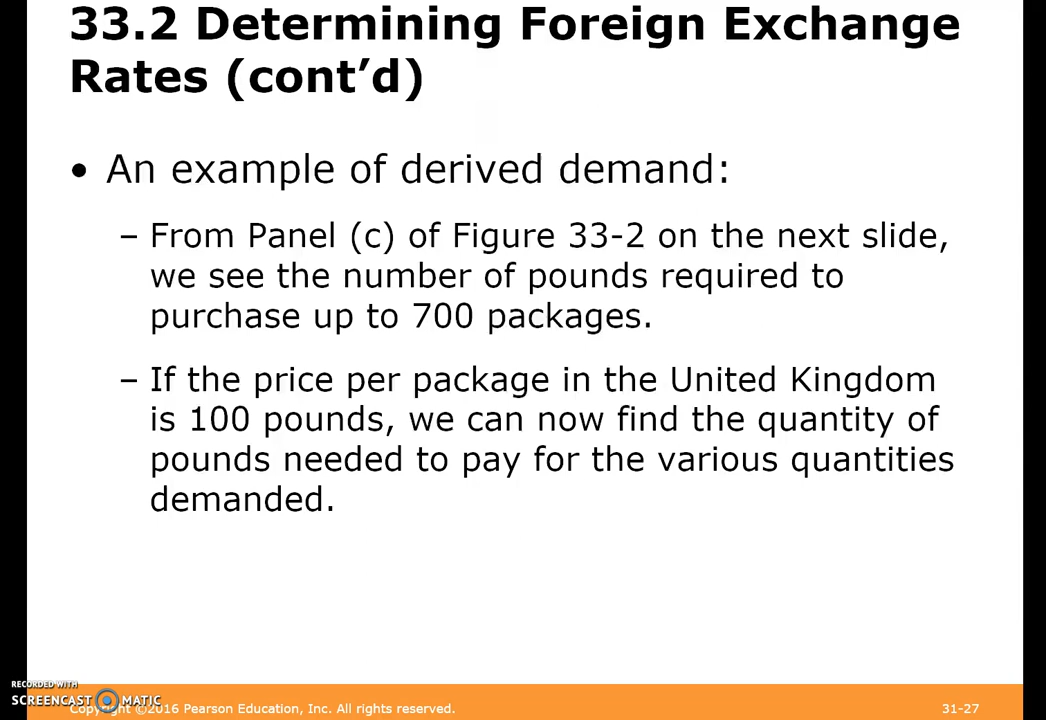 33.2 Determining Foreign Exchange
Rates (cont’d)
• An example of derived demand:
– From Panel (c) of Figure 33-2 on the next slide,
we see the number of pounds required to
purchase up to 700 packages.
– If the price per package in the United Kingdom
is 100 pounds, we can now find the quantity of
pounds needed to pay for the various quantities
demanded.
RECORDED WITH
SCREENCAST MATIC
Copyright ©2016 Pearson Education, Inc. All rights reserved.
31-27